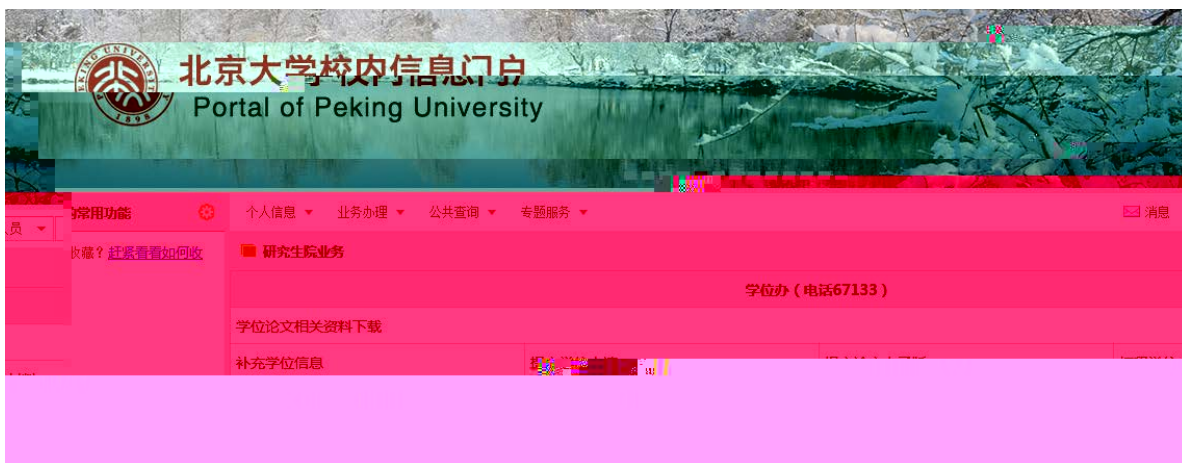 PEKING UNIVERSITY
1898
北京大学校内信息门户
Portal of Peking University
常用功能
个人信息 业务办理 公共查询 专题服务 消息
人员
收藏？赶紧看看如何收
研究生院业务
学位办（电话67133）
学位论文相关资料下载
补充学位信息